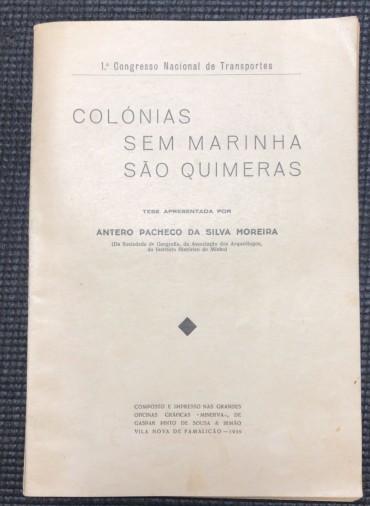 1.º Congresso Nacional de Transportes
COLÓNIAS
SEM MARINHA
SÃO QUIMERAS
TESE APRESENTADA POR
ANTERO PACHECO DA SILVA MOREIRA
(Da Sociedade de Geografia, da Associação dos Arqueólogos,
do Instituto Histórico do Minho)
COMPOSTO E IMPRESSO NAS GRANDES
OFICINAS GRÁFICAS «MINERVA», DE
GASPAR PINTO DE SOUSA & IRMÃO
VILA NOVA DE FAMALICÃO —